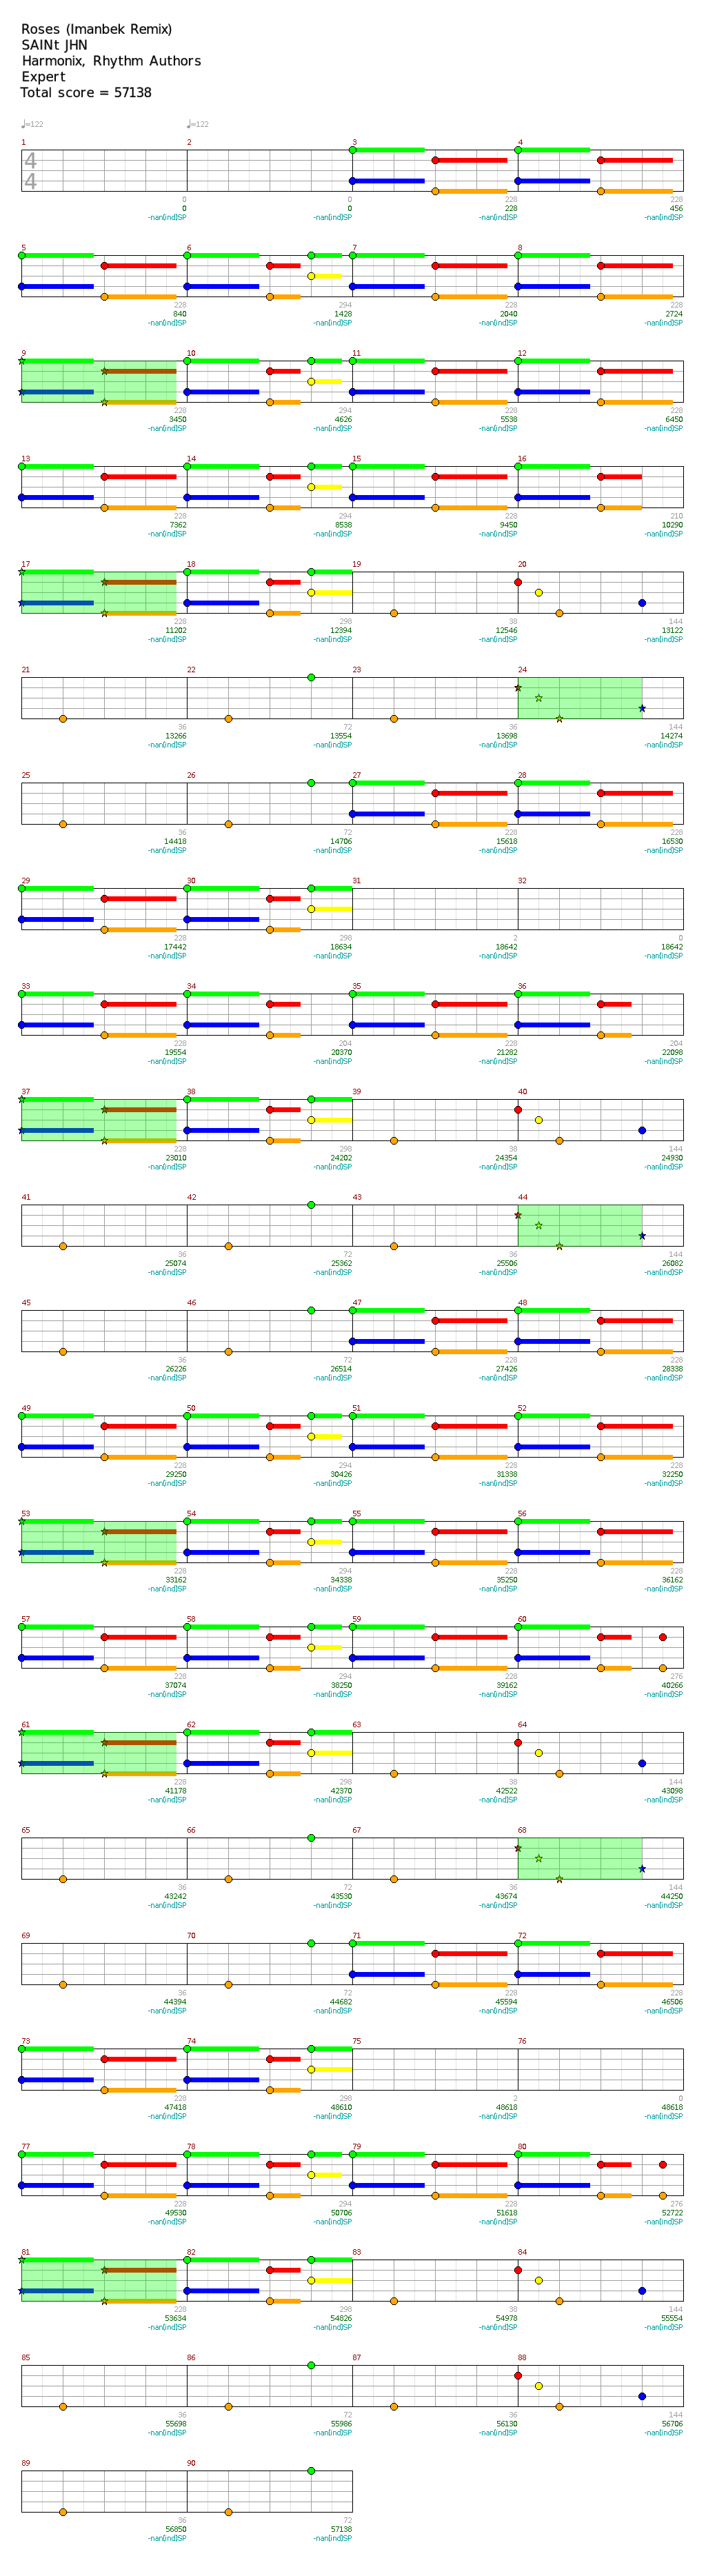 Roses (Imanbek Remix)
SAINt JHN
Harmonix, Rhythm Authors
Expert
Total score = 57138
♩=122 ♩=122
1 2 3 4
4
4
0 0 228 228
0 0 228 456
-nan(ind)SP -nan(ind)SP -nan(ind)SP -nan(ind)SP
5 6 7 8
228 294 228 228
840 1428 2040 2724
-nan(ind)SP -nan(ind)SP -nan(ind)SP -nan(ind)SP
9 10 11 12
228 294 228 228
3450 4626 5538 6450
-nan(ind)SP -nan(ind)SP -nan(ind)SP -nan(ind)SP
13 14 15 16
228 294 228 210
7362 8538 9450 10290
-nan(ind)SP -nan(ind)SP -nan(ind)SP -nan(ind)SP
17 18 19 20
228 298 38 144
11202 12394 12546 13122
-nan(ind)SP -nan(ind)SP -nan(ind)SP -nan(ind)SP
21 22 23 24
36 72 36 144
13266 13554 13698 14274
-nan(ind)SP -nan(ind)SP -nan(ind)SP -nan(ind)SP
25 26 27 28
36 72 228 228
14418 14706 15618 16530
-nan(ind)SP -nan(ind)SP -nan(ind)SP -nan(ind)SP
29 30 31 32
228 298 2 0
17442 18634 18642 18642
-nan(ind)SP -nan(ind)SP -nan(ind)SP -nan(ind)SP
33 34 35 36
228 204 228 204
19554 20370 21282 22098
-nan(ind)SP -nan(ind)SP -nan(ind)SP -nan(ind)SP
37 38 39 40
228 298 38 144
23010 24202 24354 24930
-nan(ind)SP -nan(ind)SP -nan(ind)SP -nan(ind)SP
41 42 43 44
36 72 36 144
25074 25362 25506 26082
-nan(ind)SP -nan(ind)SP -nan(ind)SP -nan(ind)SP
45 46 47 48
36 72 228 228
26226 26514 27426 28338
-nan(ind)SP -nan(ind)SP -nan(ind)SP -nan(ind)SP
49 50 51 52
228 294 228 228
29250 30426 31338 32250
-nan(ind)SP -nan(ind)SP -nan(ind)SP -nan(ind)SP
53 54 55 56
228 294 228 228
33162 34338 35250 36162
-nan(ind)SP -nan(ind)SP -nan(ind)SP -nan(ind)SP
57 58 59 60
228 294 228 276
37074 38250 39162 40266
-nan(ind)SP -nan(ind)SP -nan(ind)SP -nan(ind)SP
61 62 63 64
228 298 38 144
41178 42370 42522 43098
-nan(ind)SP -nan(ind)SP -nan(ind)SP -nan(ind)SP
65 66 67 68
36 72 36 144
43242 43530 43674 44250
-nan(ind)SP -nan(ind)SP -nan(ind)SP -nan(ind)SP
69 70 71 72
36 72 228 228
44394 44682 45594 46506
-nan(ind)SP -nan(ind)SP -nan(ind)SP -nan(ind)SP
73 74 75 76
228 298 2 0
47418 48610 48618 48618
-nan(ind)SP -nan(ind)SP -nan(ind)SP -nan(ind)SP
77 78 79 80
228 294 228 276
49530 50706 51618 52722
-nan(ind)SP -nan(ind)SP -nan(ind)SP -nan(ind)SP
81 82 83 84
228 298 38 144
53634 54826 54978 55554
-nan(ind)SP -nan(ind)SP -nan(ind)SP -nan(ind)SP
85 86 87 88
36 72 36 144
55698 55986 56130 56706
-nan(ind)SP -nan(ind)SP -nan(ind)SP -nan(ind)SP
89 90
36 72
56850 57138
-nan(ind)SP -nan(ind)SP